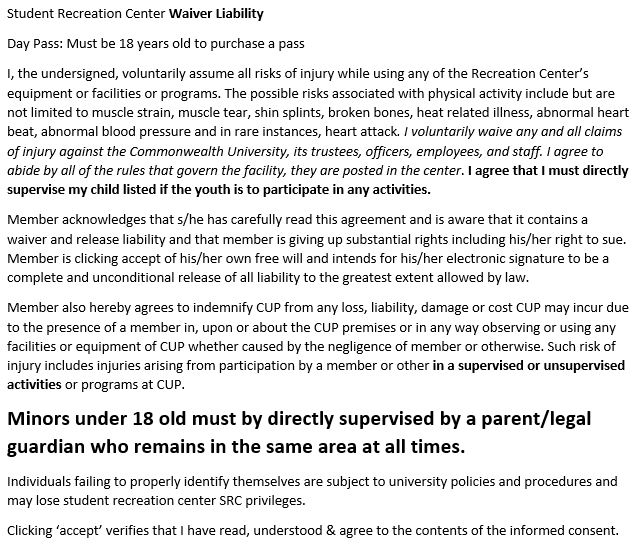 Student Recreation Center Waiver Liability
Day Pass: Must be 18 years old to purchase a pass
I, the undersigned, voluntarily assume all risks of injury while using any of the Recreation Center's
equipment or facilities or programs. The possible risks associated with physical activity include but are
not limited to muscle strain, muscle tear, shin splints, broken bones, heat related illness, abnormal heart
beat, abnormal blood pressure and in rare instances, heart attack. I voluntarily waive any and all claims
of injury against the Commonwealth University, its trustees, officers, employees, and staff. I agree to
abide by all of the rules that govern the facility, they are posted in the center. I agree that I must directly
supervise my child listed if the youth is to participate in any activities.
Member acknowledges that s/he has carefully read this agreement and is aware that it contains a
waiver and release liability and that member is giving up substantial rights including his/her right to sue.
Member is clicking accept of his/her own free will and intends for his/her electronic signature to be a
complete and unconditional release of all liability to the greatest extent allowed by law.
Member also hereby agrees to indemnify CUP from any loss, liability, damage or cost CUP may incur due
to the presence of a member in, upon or about the CUP premises or in any way observing or using any
facilities or equipment of CUP whether caused by the negligence of member or otherwise. Such risk of
injury includes injuries arising from participation by a member or other in a supervised or unsupervised
activities or programs at CUP.
Minors under 18 old must by directly supervised by a parent/legal
guardian who remains in the same area at all times.
Individuals failing to properly identify themselves are subject to university policies and procedures and
may lose student recreation center SRC privileges.
Clicking 'accept' verifies that I have read, understood & agree to the contents of the informed consent.